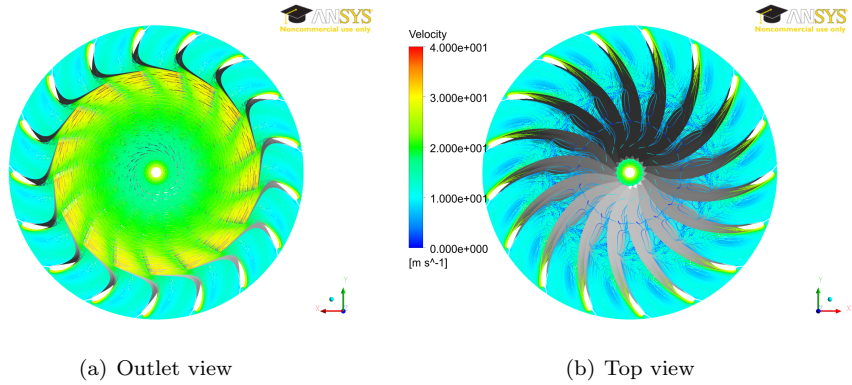 ANSYS
Noncommercial use only
ANSYS
Noncommercial use only
Velocity
4.000e+001
3.000e+001
2.000e+001
1.000e+001
0.000e+000
[m s^-1]
Y
X
Y
X
(a) Outlet view
(b) Top view